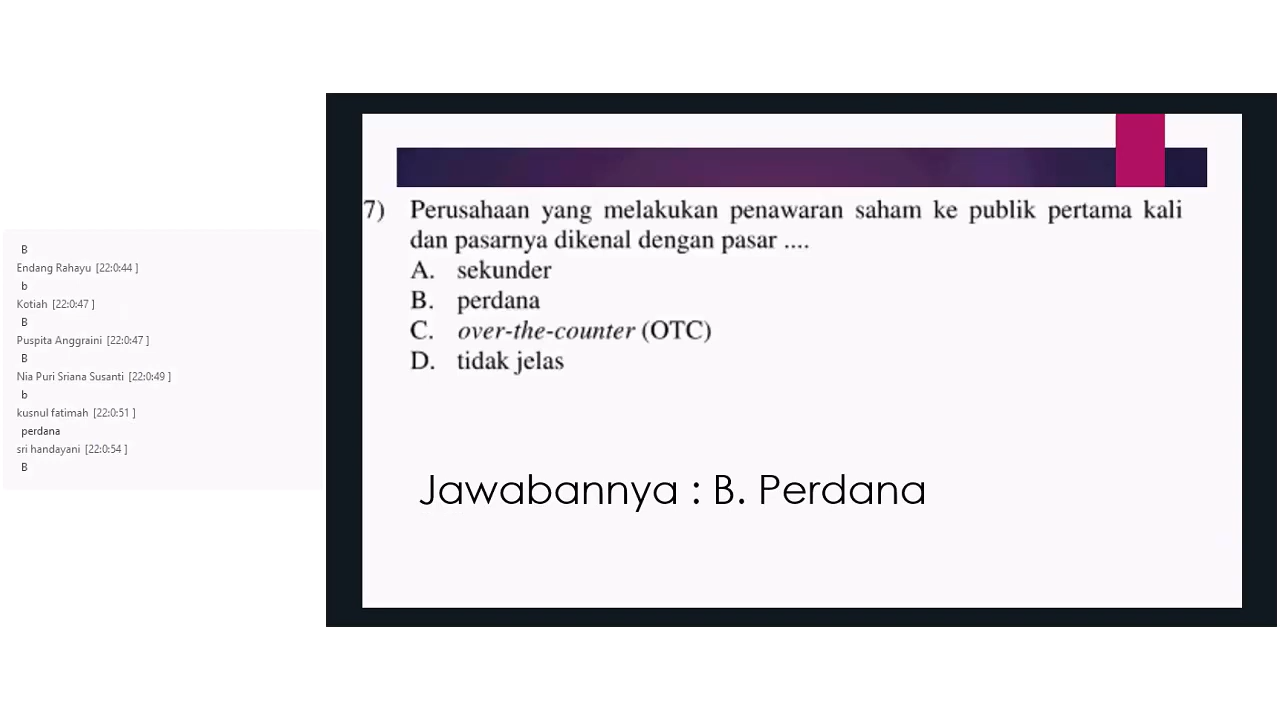 B
Endang Rahayu [22:0:44 ]
b
Kotiah [22:0:47 ]
B
Puspita Anggraini [22:0:47 ]
B
Nia Puri Sriana Susanti [22:0:49 ]
b
kusnul fatimah [22:0:51 ]
perdana
sri handayani [22:0:54 ]
B
7) Perusahaan yang melakukan penawaran saham ke publik pertama kali
dan pasarnya dikenal dengan pasar ....
A. sekunder
B. perdana
C. over-the-counter (OTC)
D. tidak jelas
Jawabannya : B. Perdana